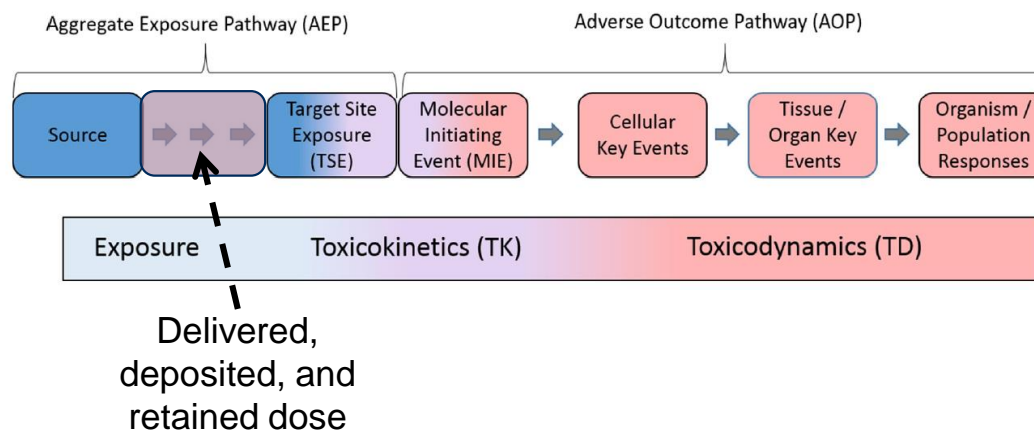 Aggregate Exposure Pathway (AEP)
Adverse Outcome Pathway (AOP)
Source
Target Site
Exposure
(TSE)
Molecular
Initiating
Event (MIE)
Cellular
Key Events
Tissue /
Organ Key
Events
Organism /
Population
Responses
Exposure
Toxicokinetics (TK)
Toxicodynamics (TD)
Delivered,
deposited, and
retained dose